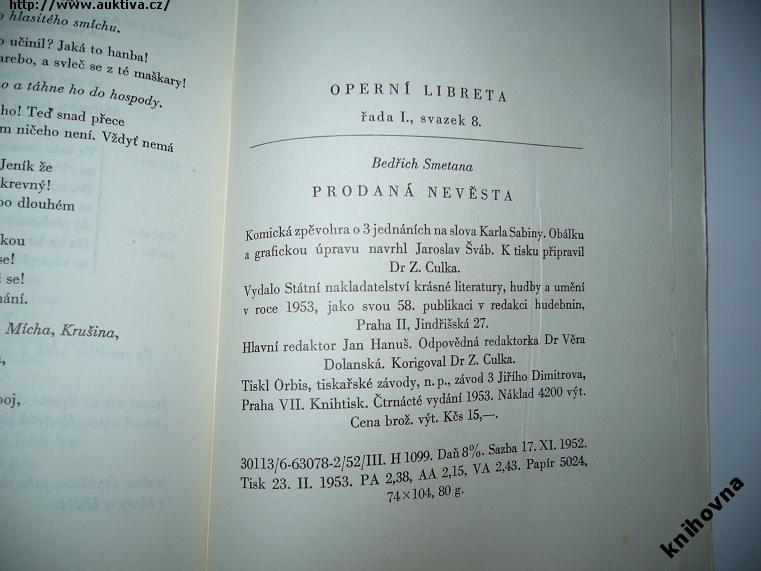 http://www.auktiva.cz/
hlasitého smíchu.
učinil? Jaká to hanba!
arebo, a svleč se z té maškary!
o a táhne ho do hospody.
ho! Teď snad přece
m ničeho není. Vždyť nemá
Jeník že
krevný!
oo dlouhém
kou
se!
se!
nání.
Mícha, Krušina,
oj,
OPERNÍ LIBRETA
řada I., svazek 8.
Bedřich Smetana
PRODANÁ NEVĚSTA
Komická zpěvohra o 3 jednáních na slova Karla Sabiny. Obálku
a grafickou úpravu navrhl Jaroslav Šváb. K tisku připravil
Dr Z. Culka.
Vydalo Státní nakladatelství krásné literatury, hudby a umění
v roce 1953, jako svou 58. publikaci v redakci hudebnin,
Praha II, Jindřišská 27.
Hlavní redaktor Jan Hanuš. Odpovědná redaktorka Dr Věra
Dolanská. Korigoval Dr Z. Culka.
Tiskl Orbis, tiskařské závody, n. p., závod 3 Jiřího Dimitrova,
Praha VII. Knihtisk. Čtrnácté vydání 1953. Náklad 4200 výt.
Cena brož. výt. Kčs 15,—.
30113/6-63078-2/52/III. H 1099. Daň 8%. Sazba 17. XI. 1952.
Tisk 23. II. 1953. PA 2,38, AA 2,15, VA 2,43. Papír 5024,
74×104, 80 g.
knihovna